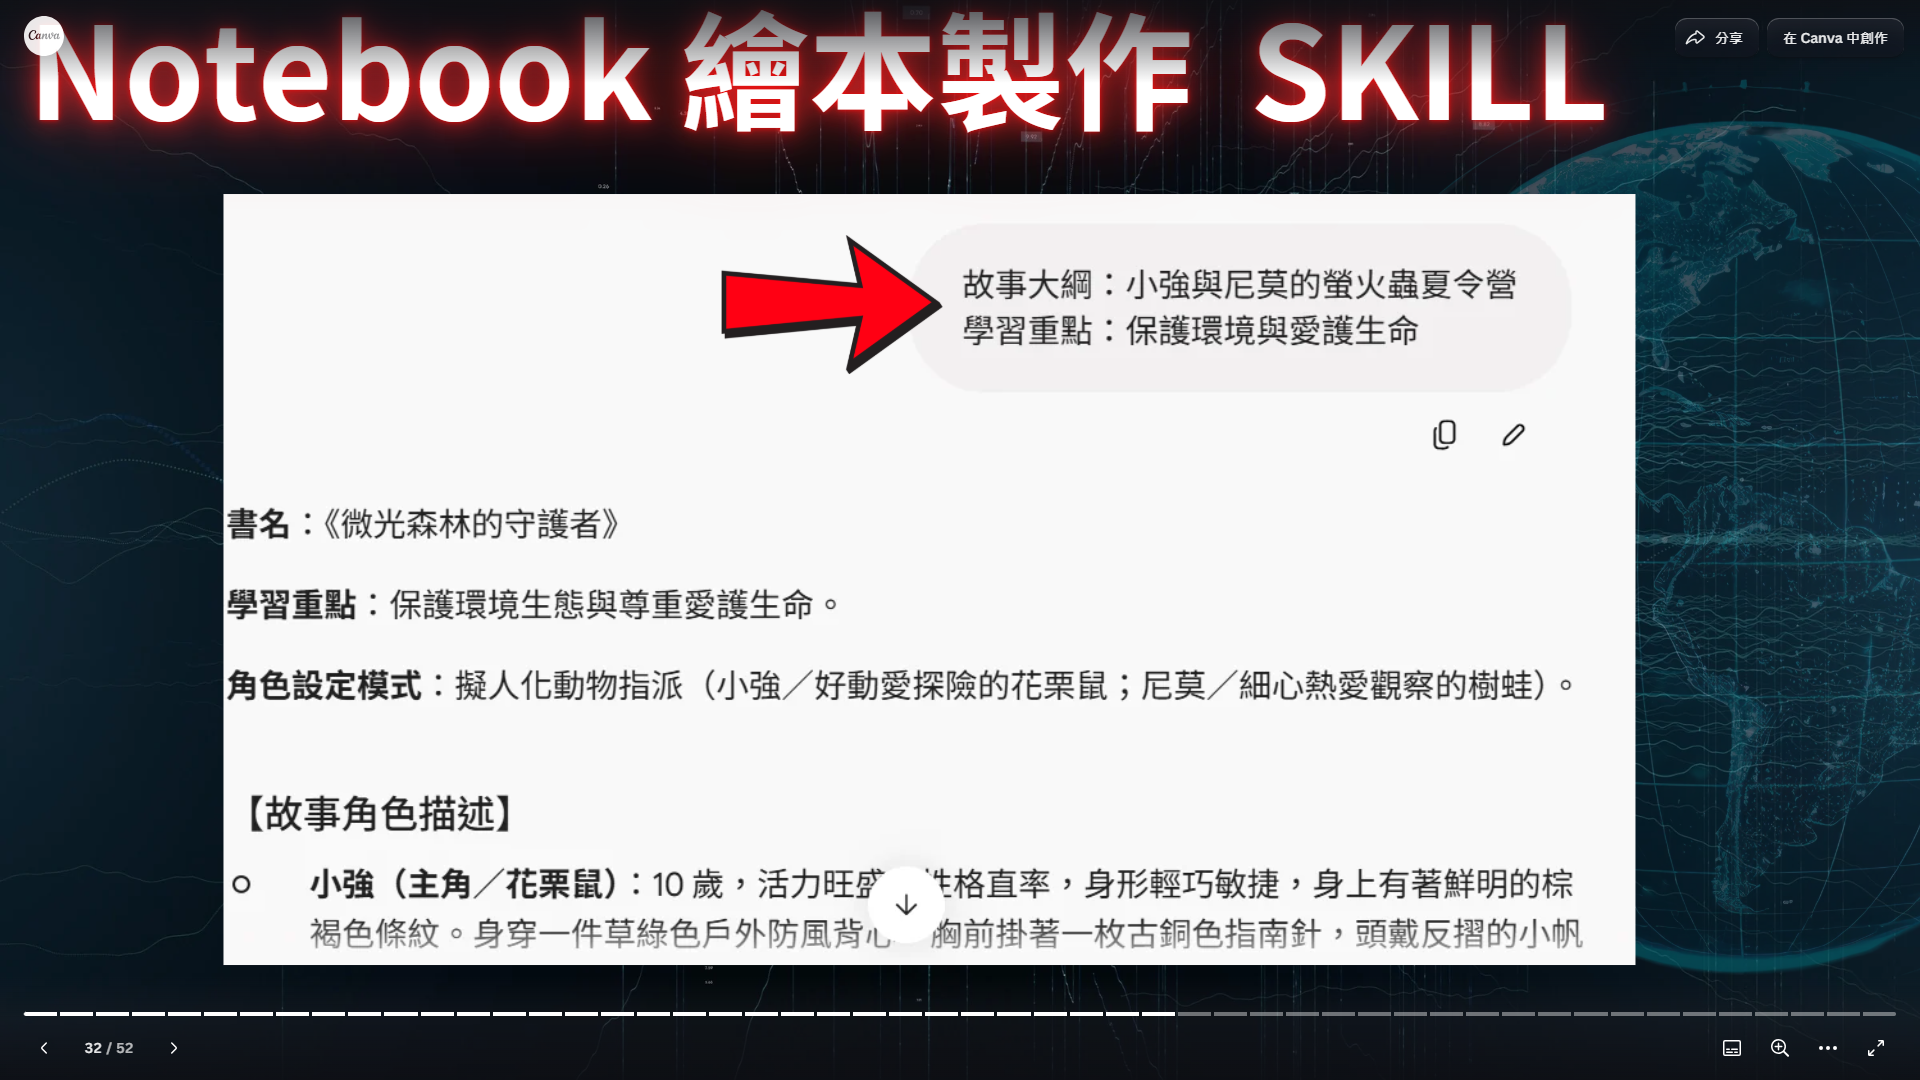 Canva
Notebook 繪本製作 SKILL
分享
在 Canva 中創作
故事大綱：小強與尼莫的螢火蟲夏令營
學習重點：保護環境與愛護生命
書名：《微光森林的守護者》
學習重點：保護環境生態與尊重愛護生命。
角色設定模式：擬人化動物指派（小強／好動愛探險的花栗鼠；尼莫／細心熱愛觀察的樹蛙）。
【故事角色描述】
小強（主角／花栗鼠）：10 歲，活力旺盛 性格直率，身形輕巧敏捷，身上有著鮮明的棕
褐色條紋。身穿一件草綠色戶外防風背心 胸前掛著一枚古銅色指南針，頭戴反摺的小帆
32 / 52